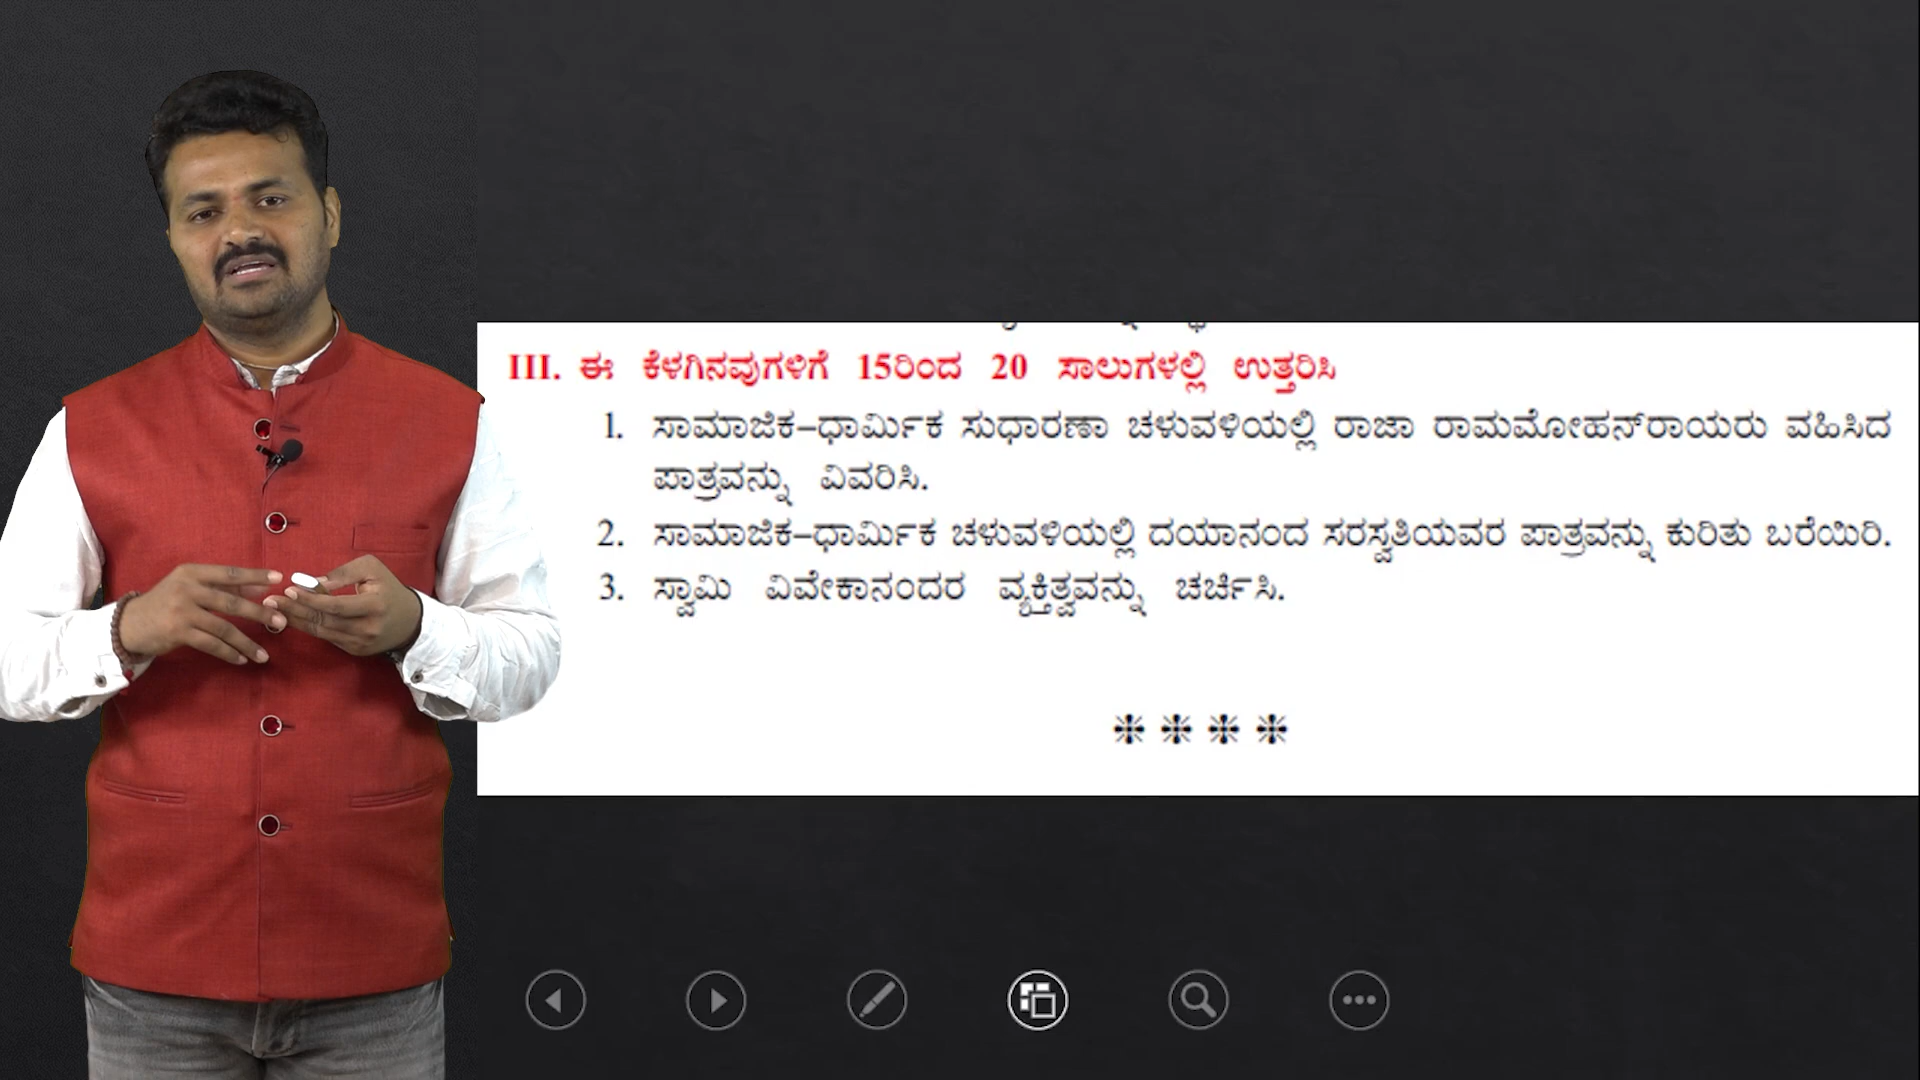 III. ಈ ಕೆಳಗಿನವುಗಳಿಗೆ 15ರಿಂದ 20 ಸಾಲುಗಳಲ್ಲಿ ಉತ್ತರಿಸಿ
1. ಸಾಮಾಜಿಕ–ಧಾರ್ಮಿಕ ಸುಧಾರಣಾ ಚಳುವಳಿಯಲ್ಲಿ ರಾಜಾ ರಾಮಮೋಹನ್‌ರಾಯರು ವಹಿಸಿದ
ಪಾತ್ರವನ್ನು ವಿವರಿಸಿ.
2. ಸಾಮಾಜಿಕ–ಧಾರ್ಮಿಕ ಚಳುವಳಿಯಲ್ಲಿ ದಯಾನಂದ ಸರಸ್ವತಿಯವರ ಪಾತ್ರವನ್ನು ಕುರಿತು ಬರೆಯಿರಿ.
3. ಸ್ವಾಮಿ ವಿವೇಕಾನಂದರ ವ್ಯಕ್ತಿತ್ವವನ್ನು ಚರ್ಚಿಸಿ.